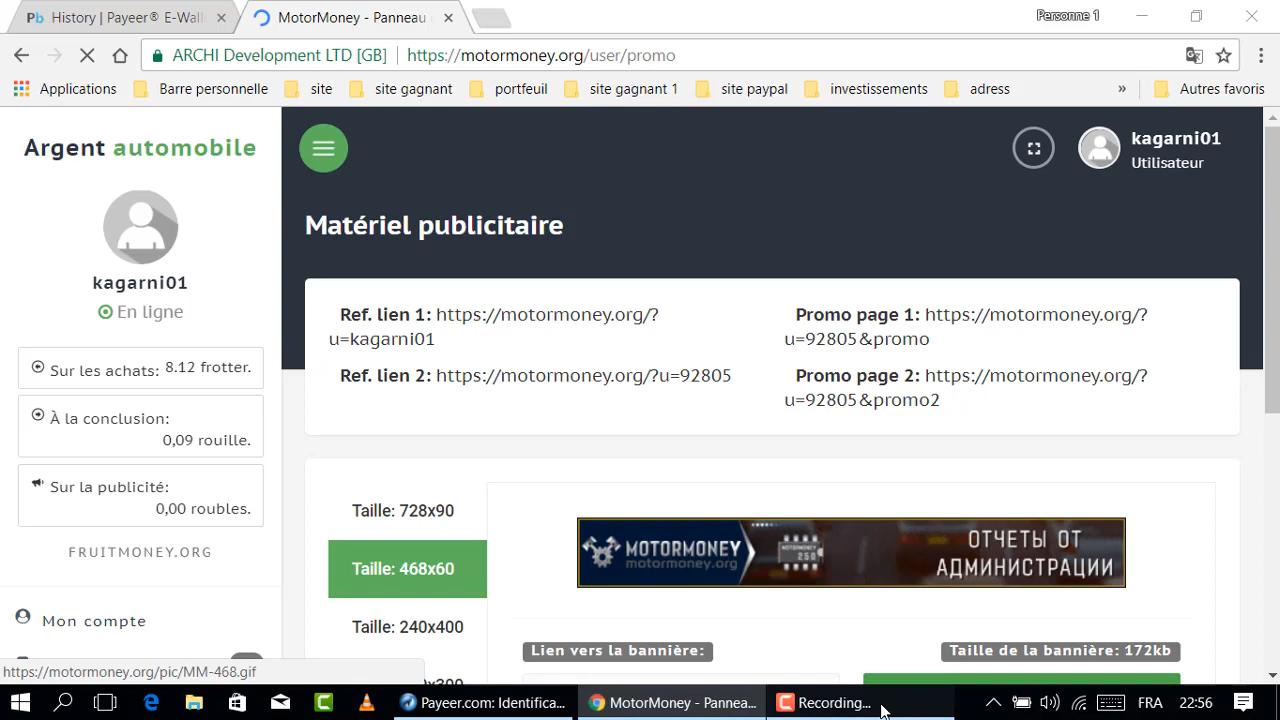 History | Payeer® E-Wall
MotorMoney - Panneau
Personne 1
ARCHI Development LTD [GB]
https://motormoney.org/user/promo
Applications
Barre personnelle
site
site gagnant
portfeuil
site gagnant 1
site paypal
investissements
adress
»
Autres favoris
Argent automobile
kagarni01
Utilisateur
kagarni01
En ligne
Sur les achats: 8.12 frotter.
À la conclusion:
0,09 rouille.
Sur la publicité:
0,00 roubles.
FRUITMONEY.ORG
Mon compte
https://motormoney.org/pic/MM-468.gif
Matériel publicitaire
Ref. lien 1: https://motormoney.org/?
u=kagarni01
Ref. lien 2: https://motormoney.org/?u=92805
Promo page 1: https://motormoney.org/?
u=92805&promo
Promo page 2: https://motormoney.org/?
u=92805&promo2
Taille: 728x90
Taille: 468x60
Taille: 240x400
MOTORMONEY
motormoney.org
MOTORMONEY
250
ОТЧЕТЫ ОТ
АДМИНИСТРАЦИИ
Lien vers la bannière:
Taille de la bannière: 172kb
Payeer.com: Identifica...
MotorMoney - Pannea...
Recording...
FRA
22:56